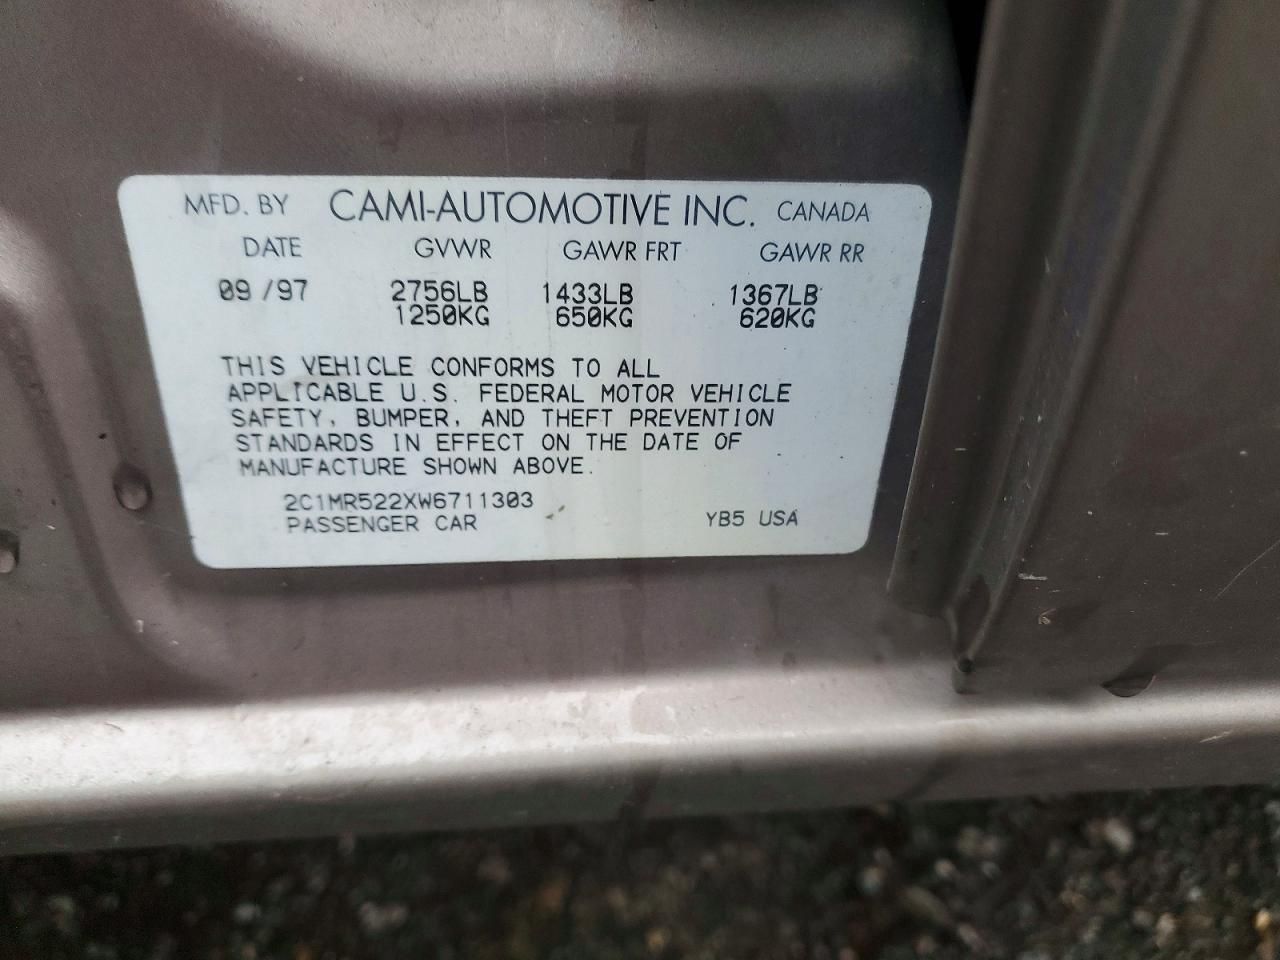 MFD. BY CAMI-AUTOMOTIVE INC. CANADA
DATE GVWR GAWR FRT GAWR RR
09 /97 2756LB 1433LB 1367LB
1250KG 650KG 620KG
THIS VEHICLE CONFORMS TO ALL
APPLICABLE U.S. FEDERAL MOTOR VEHICLE
SAFETY, BUMPER, AND THEFT PREVENTION
STANDARDS IN EFFECT ON THE DATE OF
MANUFACTURE SHOWN ABOVE.
2C1MR522XW6711303
PASSENGER CAR YB5 USA